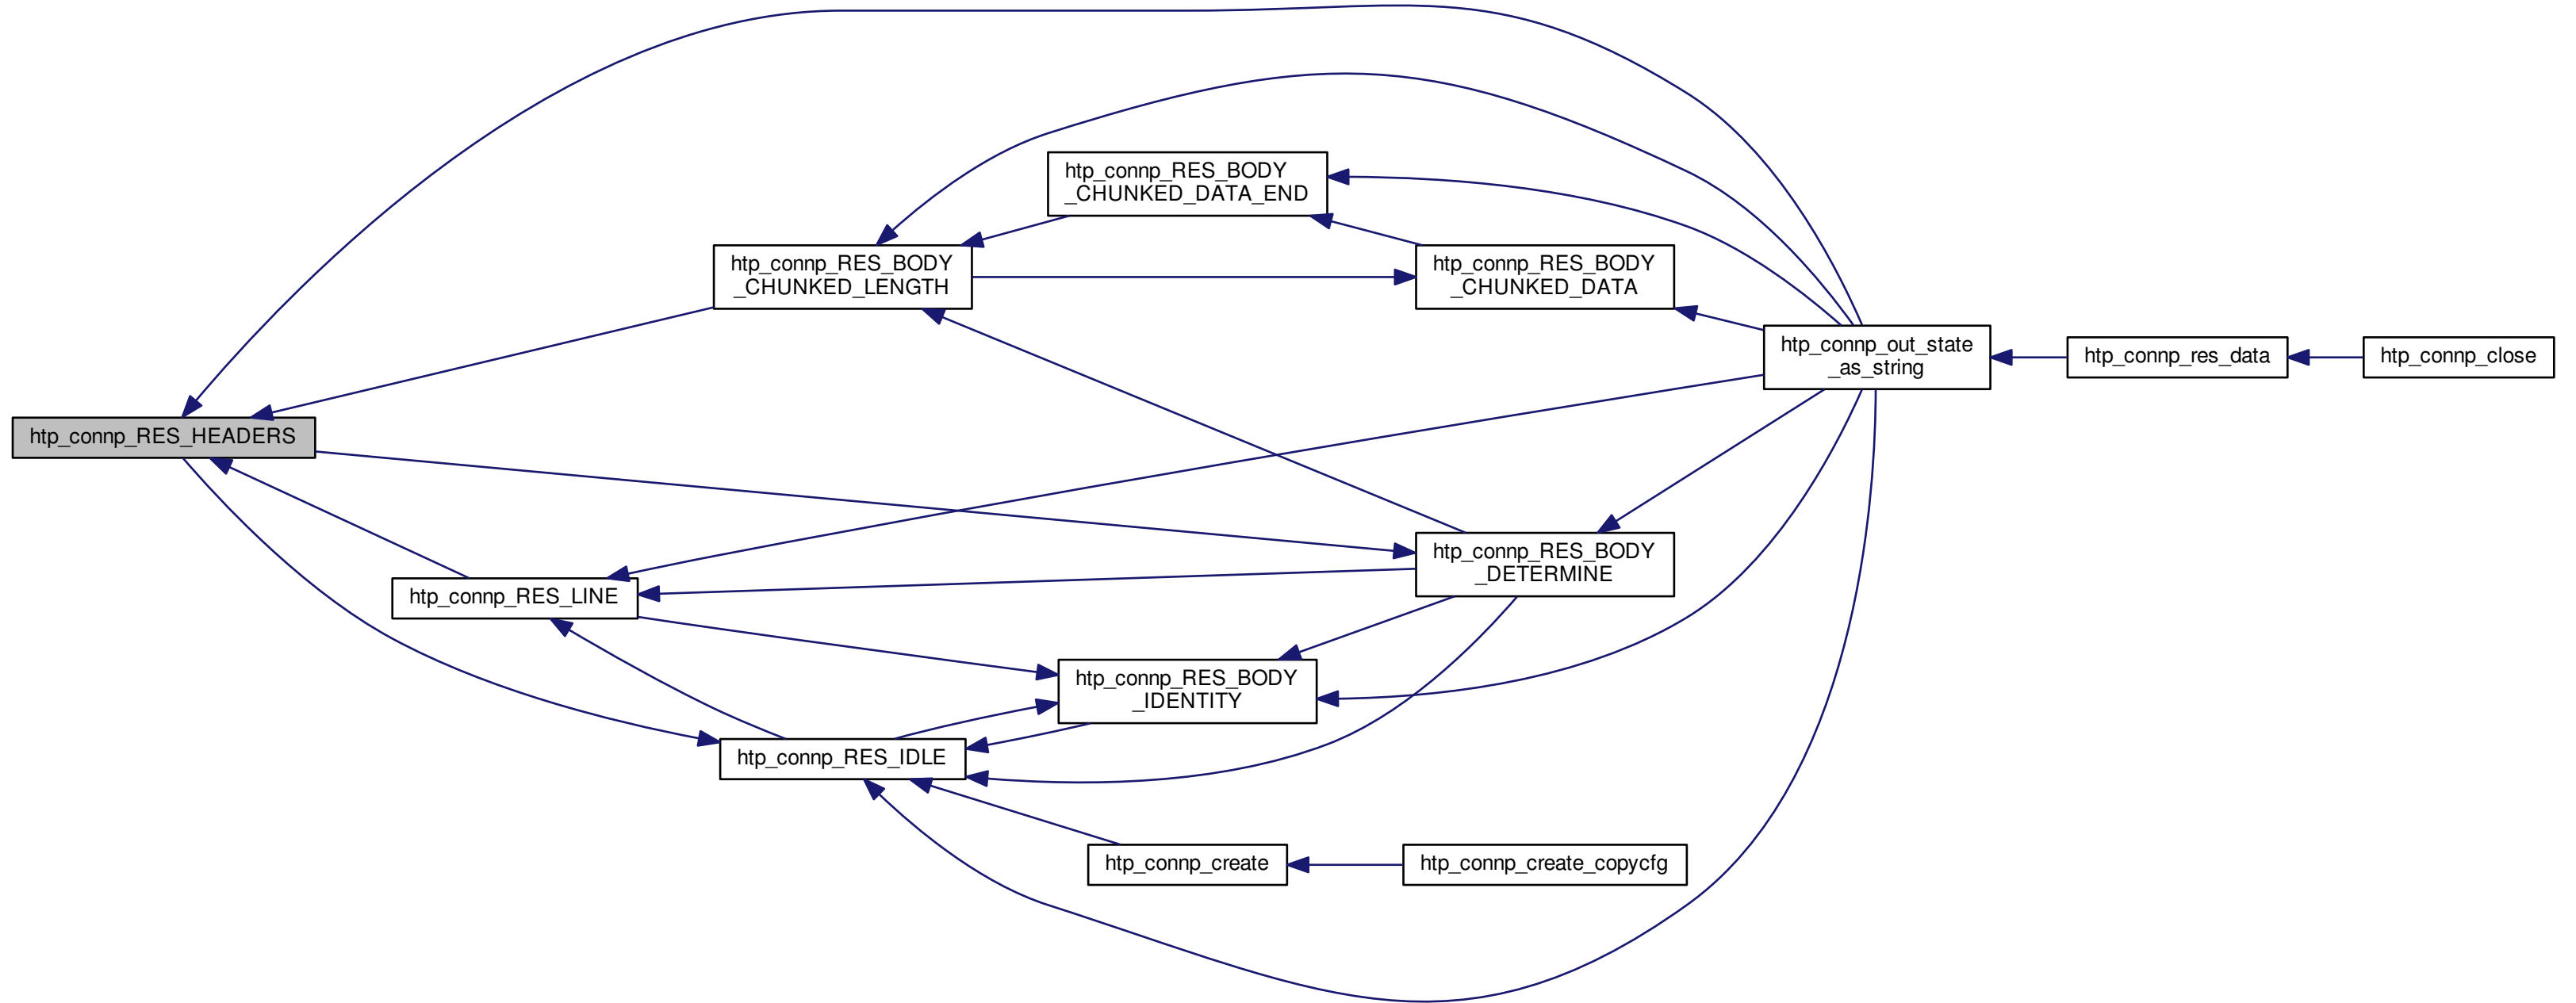 htp_connp_RES_BODY
_CHUNKED_DATA_END
htp_connp_RES_BODY
_CHUNKED_LENGTH
htp_connp_RES_BODY
_CHUNKED_DATA
htp_connp_out_state
_as_string
htp_connp_res_data
htp_connp_close
htp_connp_RES_HEADERS
htp_connp_RES_BODY
_DETERMINE
htp_connp_RES_LINE
htp_connp_RES_BODY
_IDENTITY
htp_connp_RES_IDLE
htp_connp_create
htp_connp_create_copycfg